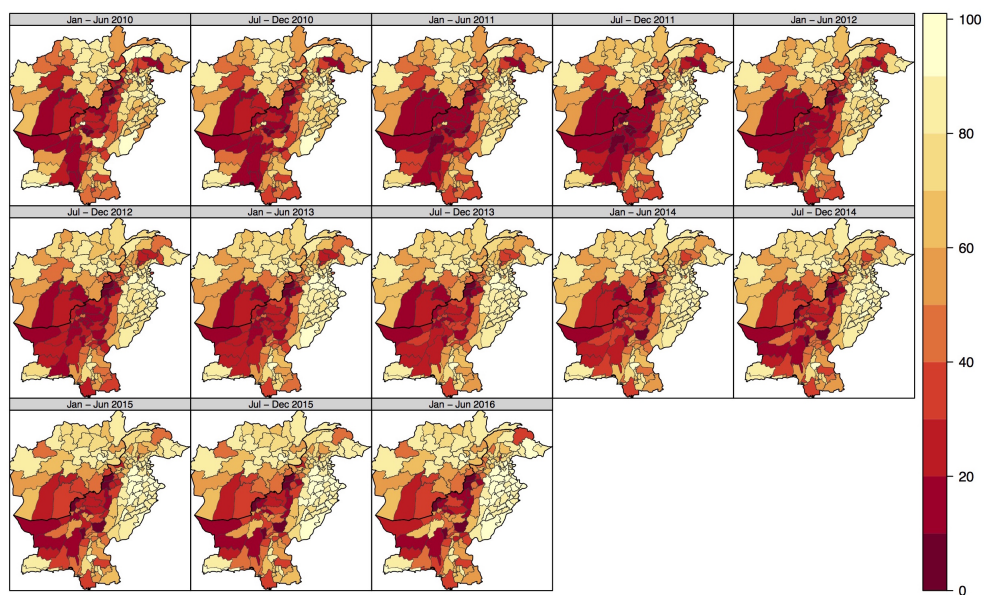 Jan – Jun 2010
Jul – Dec 2010
Jan – Jun 2011
Jul – Dec 2011
Jan – Jun 2012
Jul – Dec 2012
Jan – Jun 2013
Jul – Dec 2013
Jan – Jun 2014
Jul – Dec 2014
Jan – Jun 2015
Jul – Dec 2015
Jan – Jun 2016
100
80
60
40
20
0